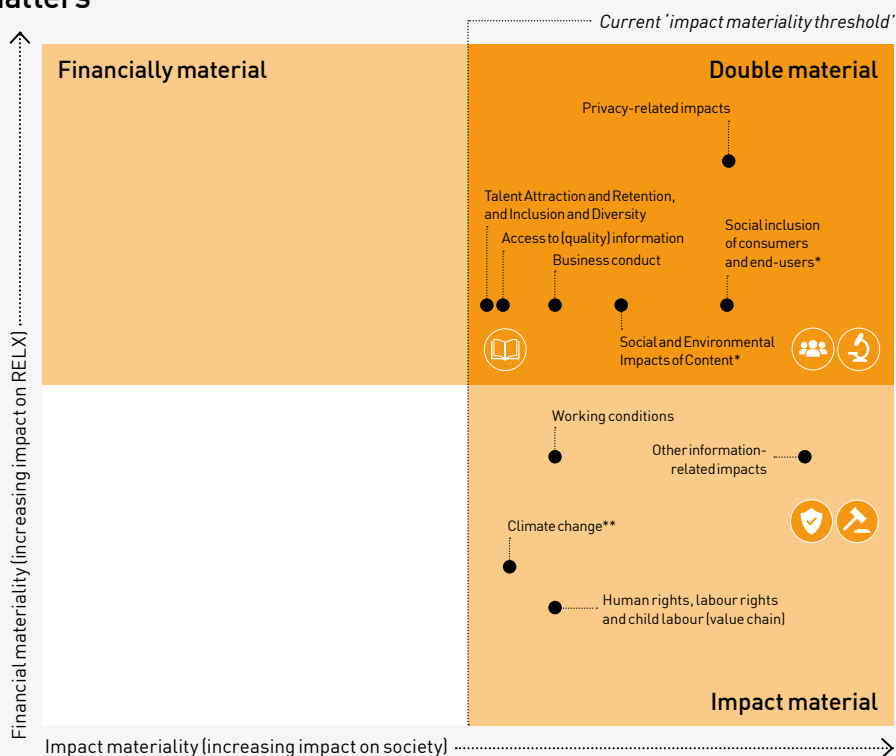 Current ‘impact materiality threshold’
Financially material
Double material
Privacy-related impacts
Talent Attraction and Retention,
and Inclusion and Diversity
Access to (quality) information
Business conduct
Social inclusion
of consumers
and end-users*
Social and Environmental
Impacts of Content*
Working conditions
Other information-
related impacts
Climate change**
Human rights, labour rights
and child labour (value chain)
Impact material
Financial materiality (increasing impact on RELX)
Impact materiality (increasing impact on society)